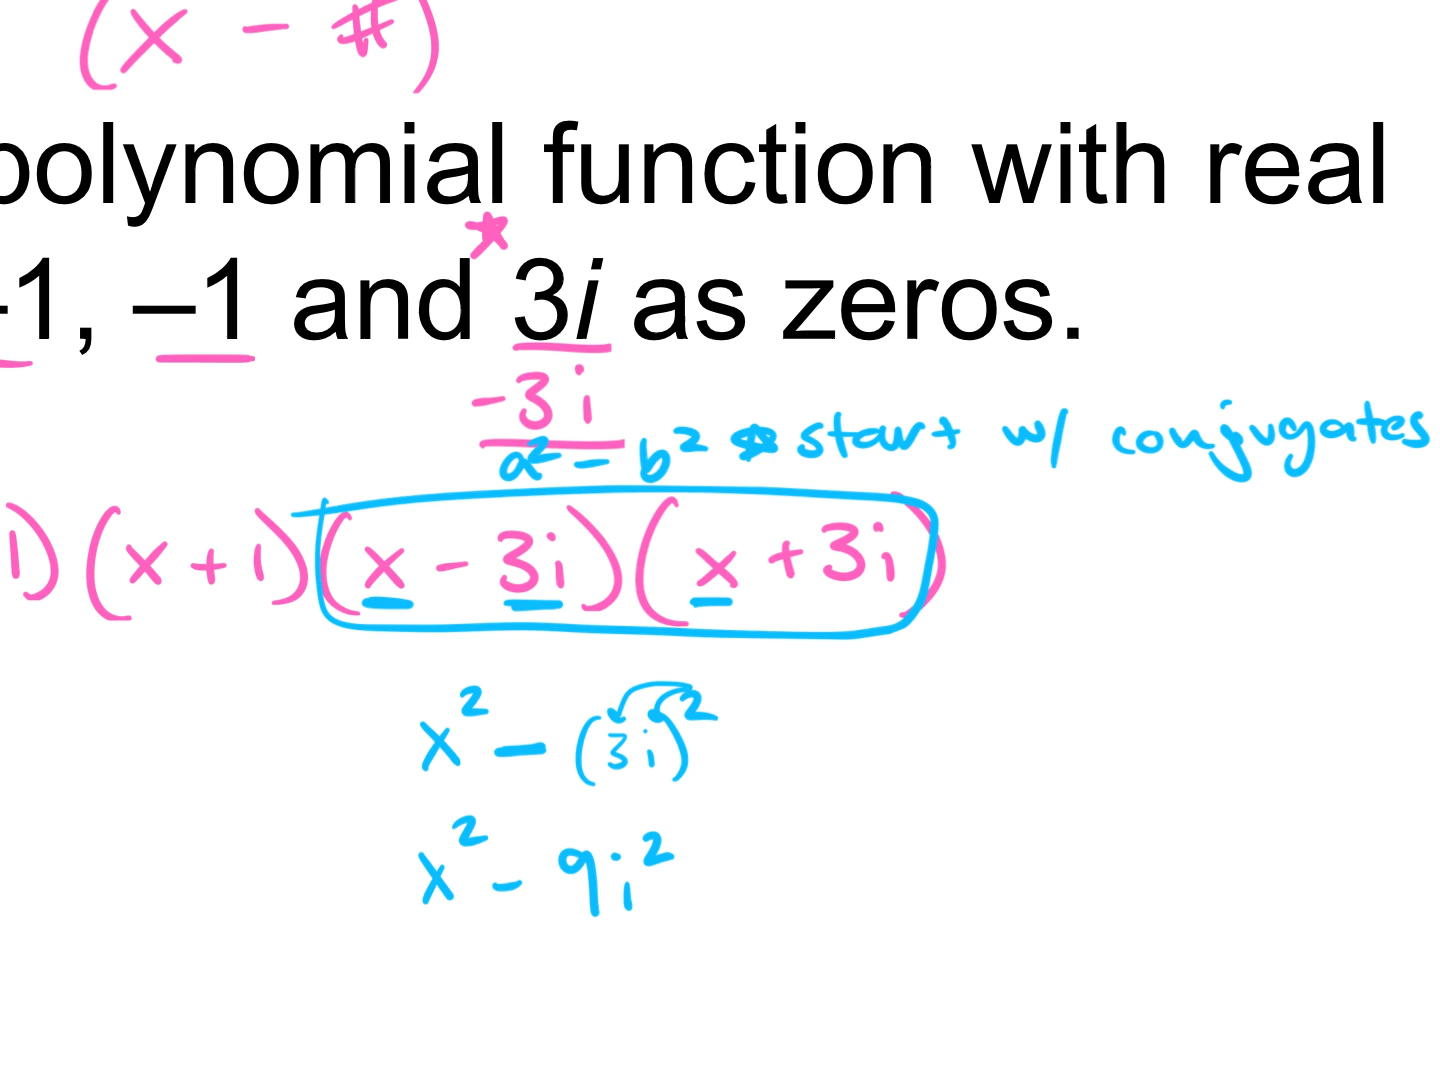 (x - #)
polynomial function with real
-1, –1 and * 3i as zeros.
-3i
a² - b² * start w/ conjugates
1)(x + 1)(x - 3i)(x + 3i)
x² - (3i)²
x² - 9i²